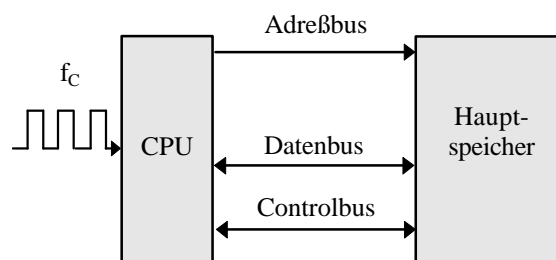 Adreßbus
f_C
CPU
Datenbus
Haupt-
speicher
Controlbus